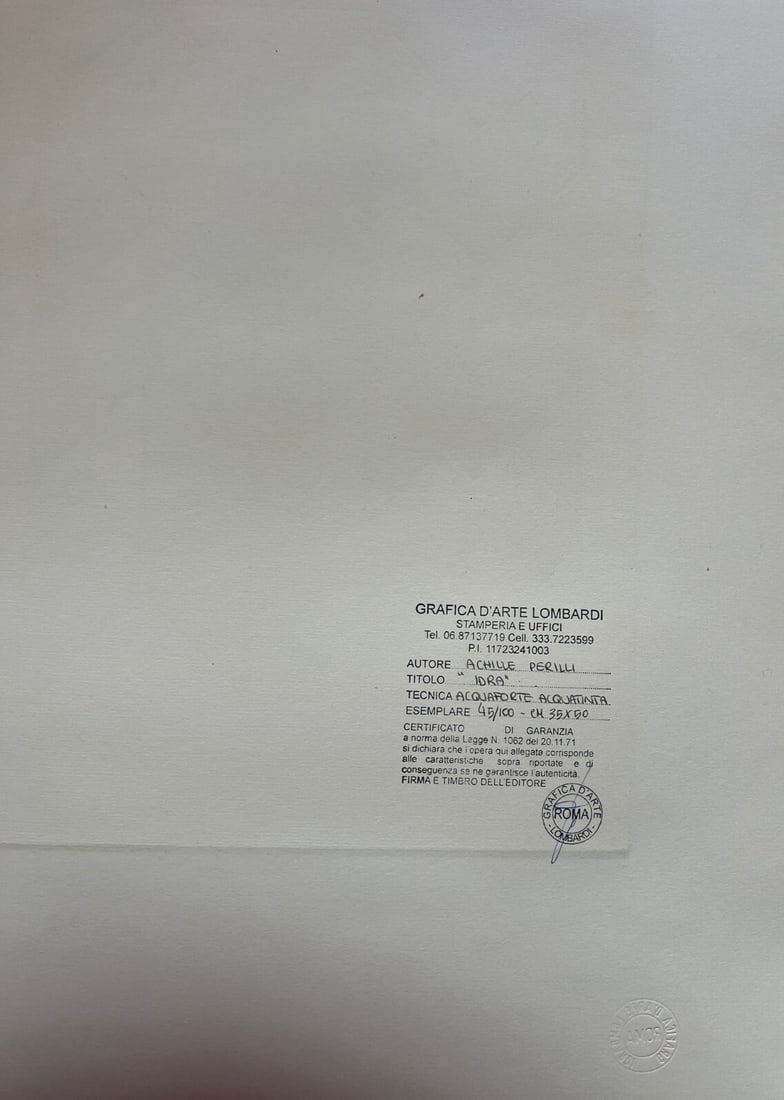 GRAFICA D'ARTE LOMBARDI
STAMPERIA E UFFICI
Tel. 06.87137719 Cell. 333.7223599
P.I. 11723241003
AUTORE ACHILLE PERILLI
TITOLO "IDRA"
TECNICA ACQUAFORTE ACQUATINTA
ESEMPLARE 45/100 - CM 35X50
CERTIFICATO DI GARANZIA
a norma della Legge N. 1062 del 20.11.71
si dichiara che l'opera qui allegata corrisponde
alle caratteristiche sopra riportate e di
conseguenza se ne garantisce l'autenticità.
FIRMA E TIMBRO DELL'EDITORE
GRAFICA D'ARTE
ROMA
- LOMBARDI -
ROMA